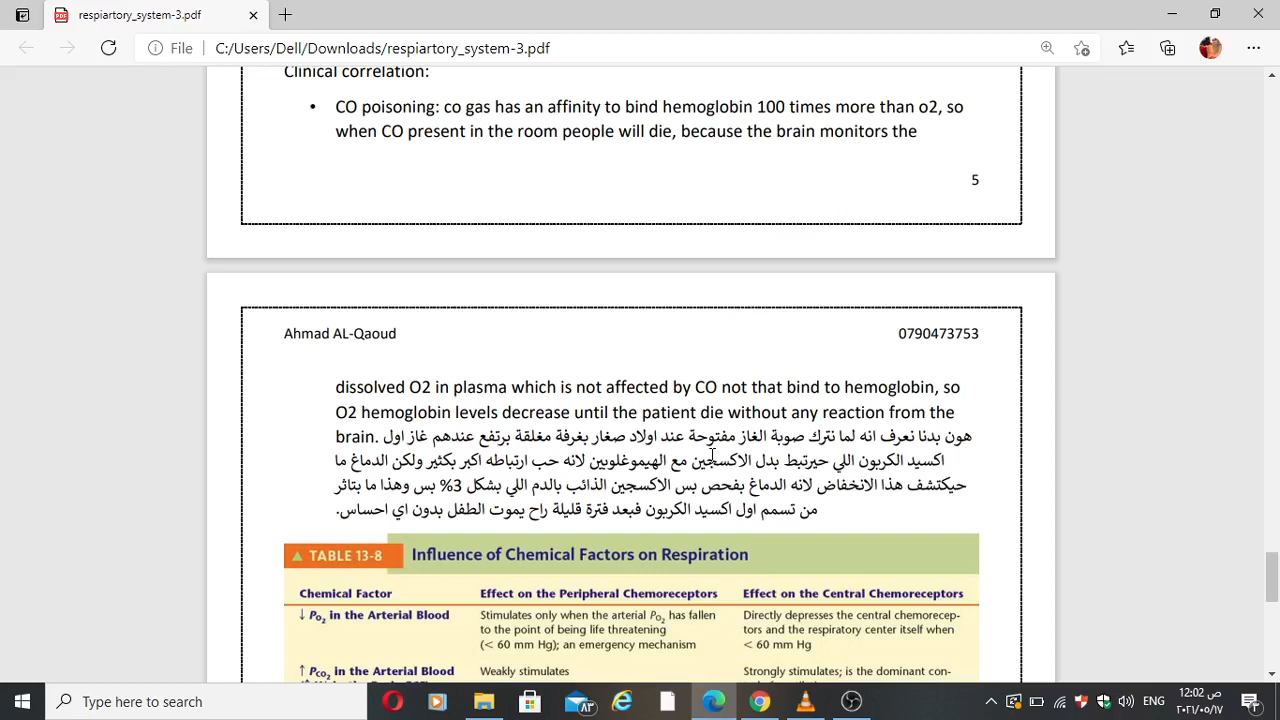 respiartory_system-3.pdf
File C:/Users/Dell/Downloads/respiartory_system-3.pdf
Clinical correlation:
• CO poisoning: co gas has an affinity to bind hemoglobin 100 times more than o2, so
when CO present in the room people will die, because the brain monitors the
5
Ahmad AL-Qaoud 0790473753
dissolved O2 in plasma which is not affected by CO not that bind to hemoglobin, so
O2 hemoglobin levels decrease until the patient die without any reaction from the
brain. هون بدنا نعرف انه لما نترك صوبة الغاز مفتوحة عند اولاد صغار بغرفة مغلقة برتفع عندهم غاز اول
اكسيد الكربون اللي حيرتبط بدل الاكسجين مع الهيموغلوبين لانه حب ارتباطه اكبر بكثير ولكن الدماغ ما
حيكتشف هذا الانخفاض لانه الدماغ بفحص بس الاكسجين الذائب بالدم اللي بشكل 3% بس وهذا ما بتاثر
من تسمم اول اكسيد الكربون فبعد فترة قليلة راح يموت الطفل بدون اي احساس.
TABLE 13-8 Influence of Chemical Factors on Respiration
Chemical Factor Effect on the Peripheral Chemoreceptors Effect on the Central Chemoreceptors
↓ PO2 in the Arterial Blood Stimulates only when the arterial PO2 has fallen Directly depresses the central chemorecep-
to the point of being life threatening tors and the respiratory center itself when
(< 60 mm Hg); an emergency mechanism < 60 mm Hg
↑ PCO2 in the Arterial Blood Weakly stimulates Strongly stimulates; is the dominant con-
Type here to search
٨٣
ENG
12:02 ص
٢٠٢١/٠٥/١٧